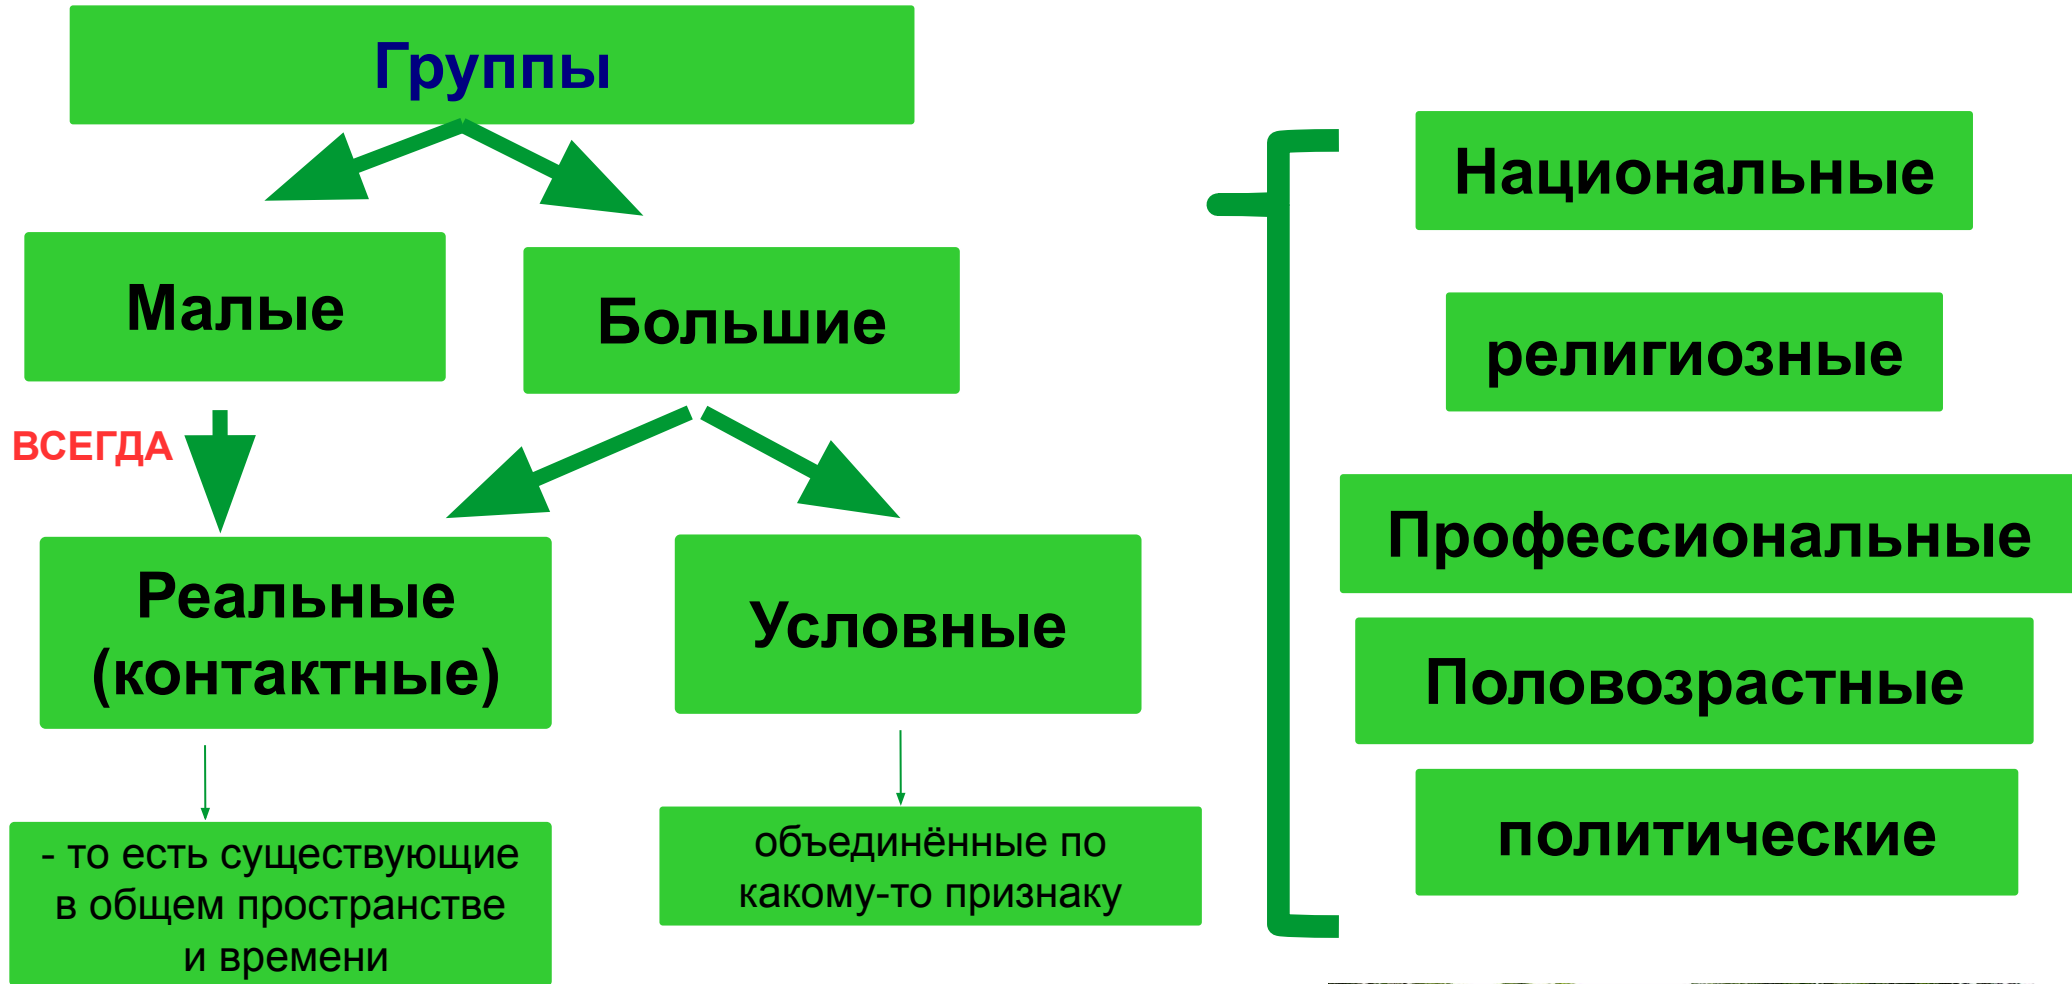 Группы
Малые
Большие
ВСЕГДА
Реальные
(контактные)
Условные
- то есть существующие
в общем пространстве
и времени
объединённые по
какому-то признаку
Национальные
религиозные
Профессиональные
Половозрастные
политические